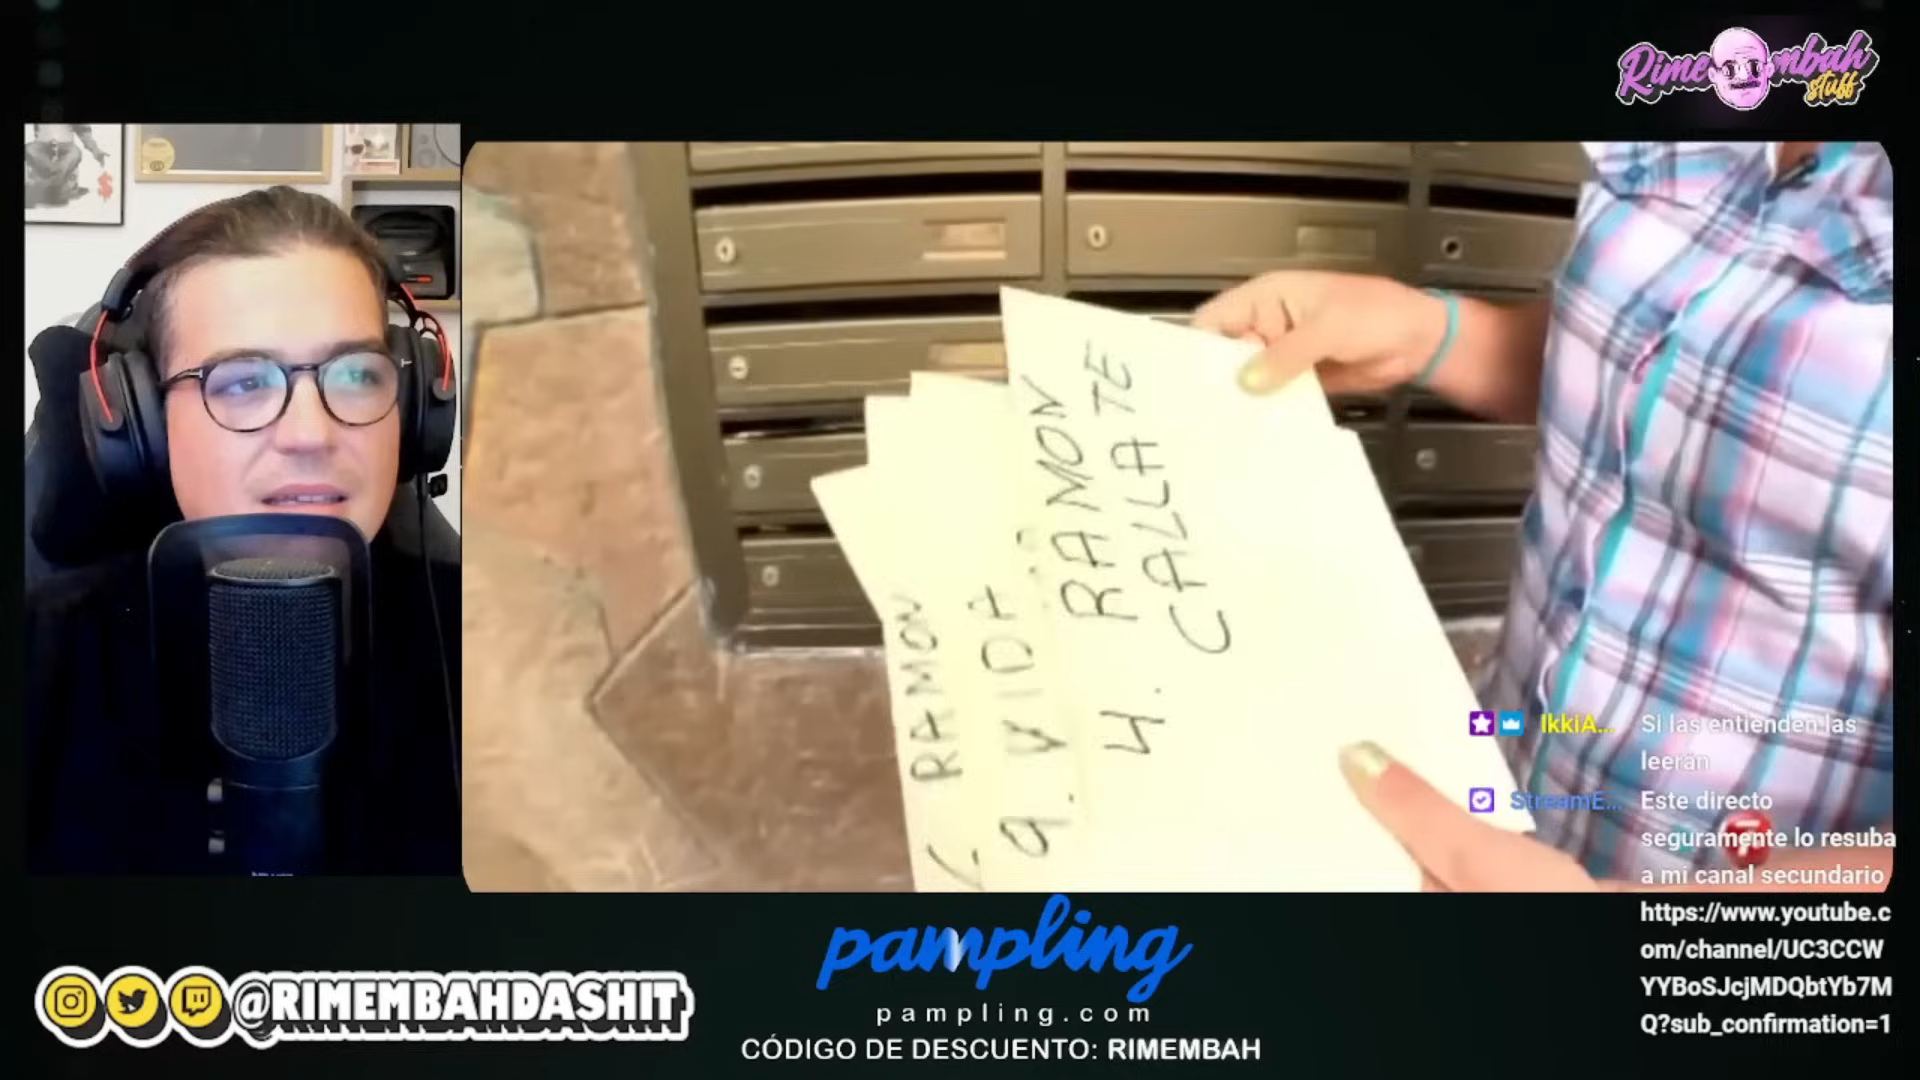 Rimembah
stuff
RAMON
9. VIDA
RAMON
4. CALLATE
IkkiA... Si las entienden las
leerán
StreamE... Este directo
seguramente lo resuba
a mi canal secundario
https://www.youtube.c
om/channel/UC3CCW
YYBoSJcjMDQbtYb7M
Q?sub_confirmation=1
pampling
pampling.com
CÓDIGO DE DESCUENTO: RIMEMBAH
@RIMEMBAHDASHIT